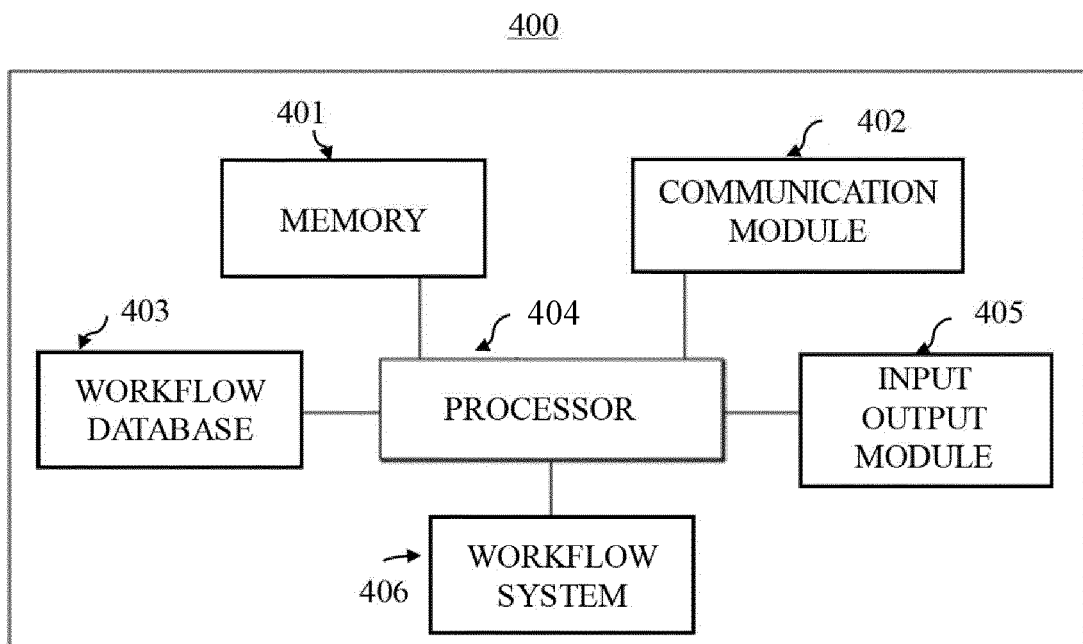 400
401
402
MEMORY
COMMUNICATION
MODULE
403
404
405
WORKFLOW
DATABASE
PROCESSOR
INPUT
OUTPUT
MODULE
406
WORKFLOW
SYSTEM